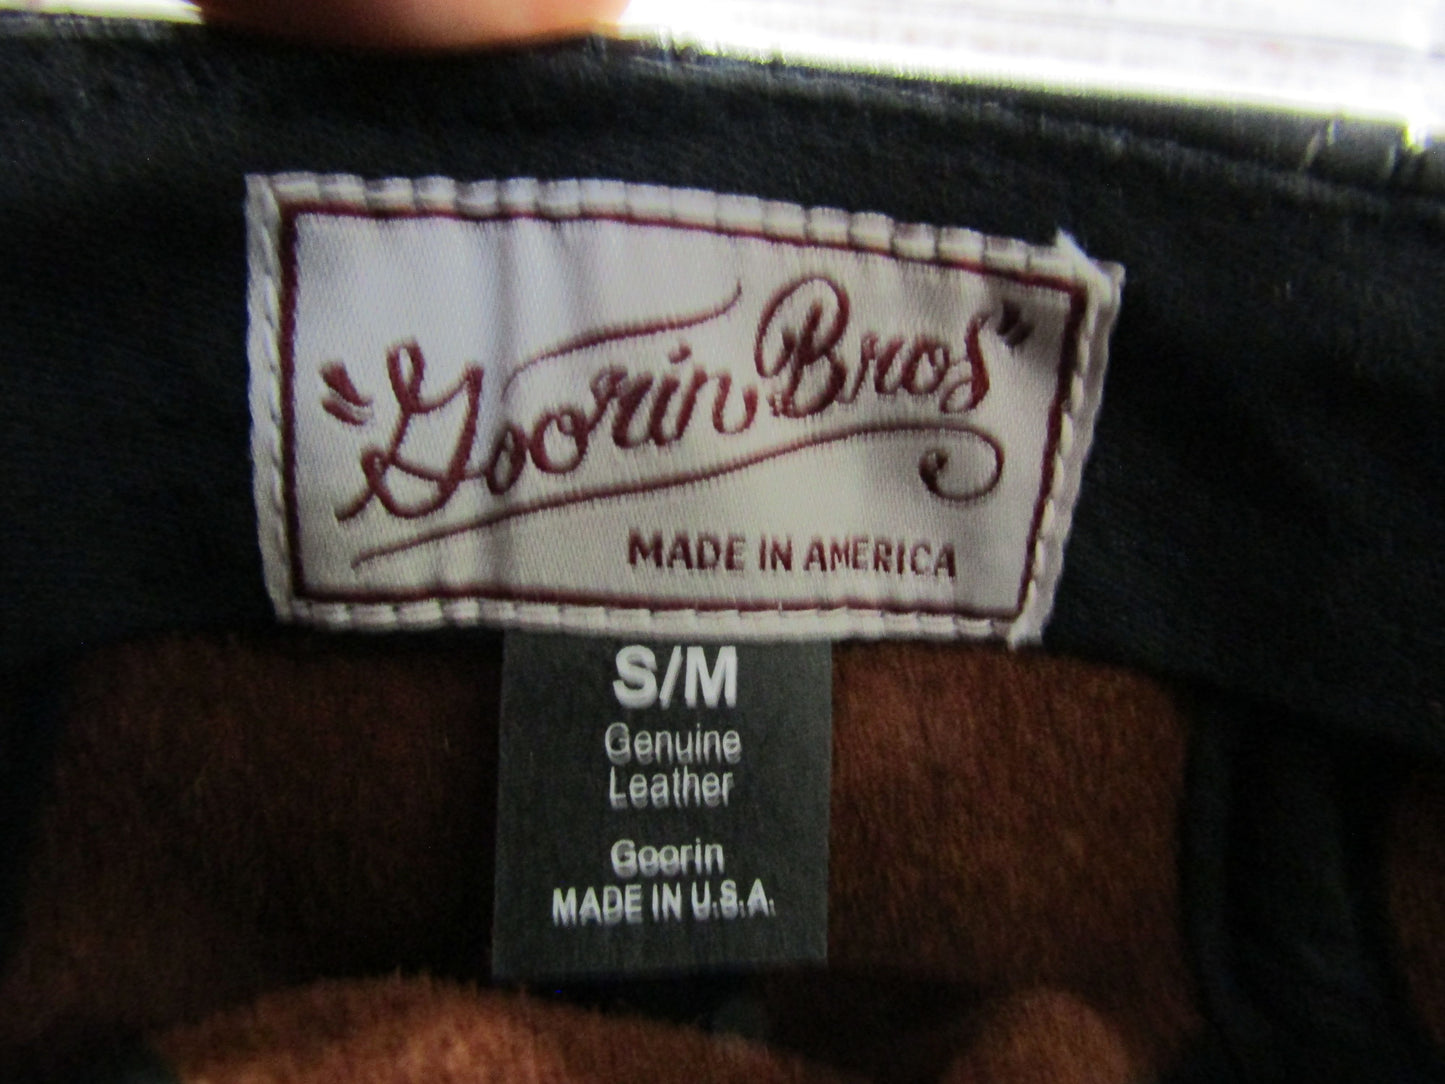 "Goorin Bros"
MADE IN AMERICA
S/M
Genuine
Leather
Goorin
MADE IN U.S.A.